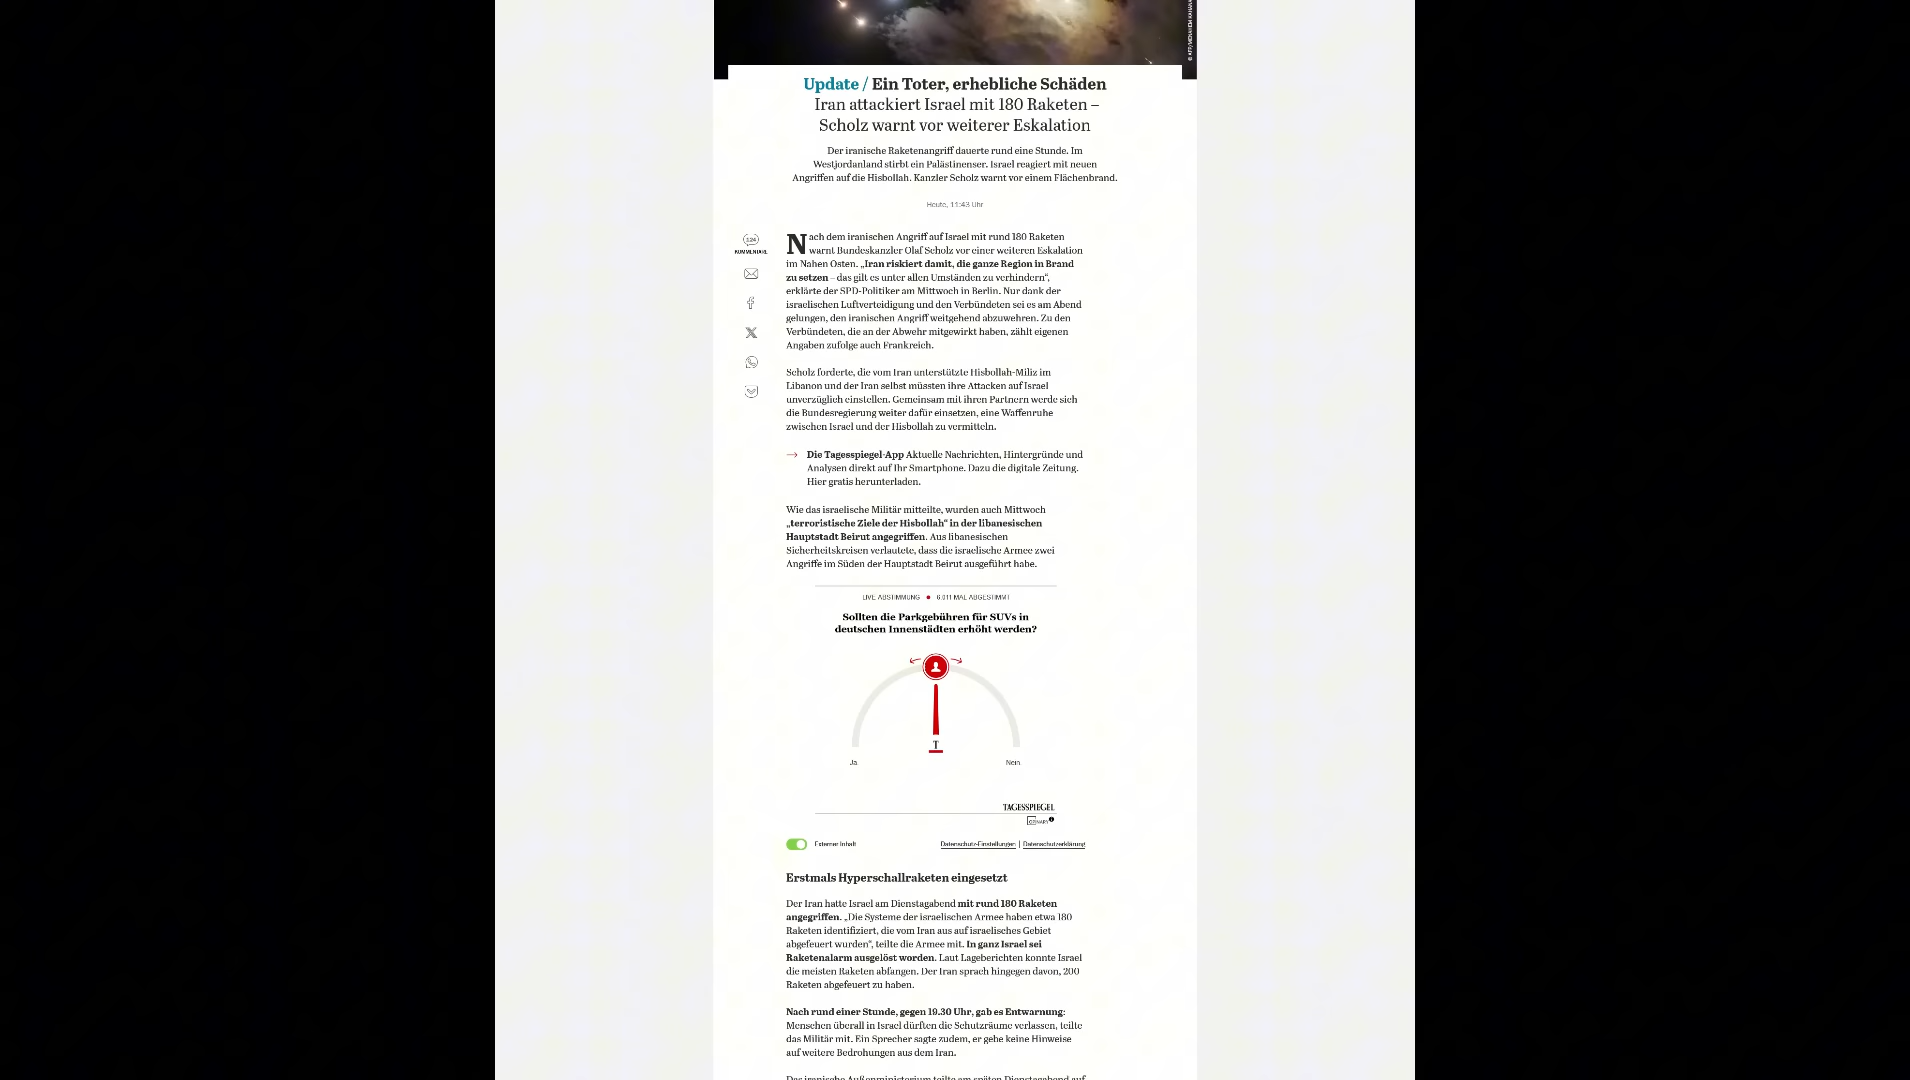 Update / Ein Toter, erhebliche Schäden
Iran attackiert Israel mit 180 Raketen –
Scholz warnt vor weiterer Eskalation
Der iranische Raketenangriff dauerte rund eine Stunde. Im
Westjordanland stirbt ein Palästinenser. Israel reagiert mit neuen
Angriffen auf die Hisbollah. Kanzler Scholz warnt vor einem Flächenbrand.
Heute, 11:43 Uhr
124
KOMMENTARE
Nach dem iranischen Angriff auf Israel mit rund 180 Raketen
warnt Bundeskanzler Olaf Scholz vor einer weiteren Eskalation
im Nahen Osten. „Iran riskiert damit, die ganze Region in Brand
zu setzen – das gilt es unter allen Umständen zu verhindern“,
erklärte der SPD-Politiker am Mittwoch in Berlin. Nur dank der
israelischen Luftverteidigung und den Verbündeten sei es am Abend
gelungen, den iranischen Angriff weitgehend abzuwehren. Zu den
Verbündeten, die an der Abwehr mitgewirkt haben, zählt eigenen
Angaben zufolge auch Frankreich.
Scholz forderte, die vom Iran unterstützte Hisbollah-Miliz im
Libanon und der Iran selbst müssten ihre Attacken auf Israel
unverzüglich einstellen. Gemeinsam mit ihren Partnern werde sich
die Bundesregierung weiter dafür einsetzen, eine Waffenruhe
zwischen Israel und der Hisbollah zu vermitteln.
→ Die Tagesspiegel-App Aktuelle Nachrichten, Hintergründe und
Analysen direkt auf Ihr Smartphone. Dazu die digitale Zeitung.
Hier gratis herunterladen.
Wie das israelische Militär mitteilte, wurden auch Mittwoch
„terroristische Ziele der Hisbollah“ in der libanesischen
Hauptstadt Beirut angegriffen. Aus libanesischen
Sicherheitskreisen verlautete, dass die israelische Armee zwei
Angriffe im Süden der Hauptstadt Beirut ausgeführt habe.
LIVE ABSTIMMUNG ● 6.011 MAL ABGESTIMMT
Sollten die Parkgebühren für SUVs in
deutschen Innenstädten erhöht werden?
T
Ja.
Nein
TAGESSPIEGEL
Externer Inhalt
Datenschutz-Einstellungen | Datenschutzerklärung
Erstmals Hyperschallraketen eingesetzt
Der Iran hatte Israel am Dienstagabend mit rund 180 Raketen
angegriffen. „Die Systeme der israelischen Armee haben etwa 180
Raketen identifiziert, die vom Iran aus auf israelisches Gebiet
abgefeuert wurden“, teilte die Armee mit. In ganz Israel sei
Raketenalarm ausgelöst worden. Laut Lageberichten konnte Israel
die meisten Raketen abfangen. Der Iran sprach hingegen davon, 200
Raketen abgefeuert zu haben.
Nach rund einer Stunde, gegen 19.30 Uhr, gab es Entwarnung:
Menschen überall in Israel dürften die Schutzräume verlassen, teilte
das Militär mit. Ein Sprecher sagte zudem, er gebe keine Hinweise
auf weitere Bedrohungen aus dem Iran.
Das iranische Außenministerium teilte am späten Dienstagabend auf